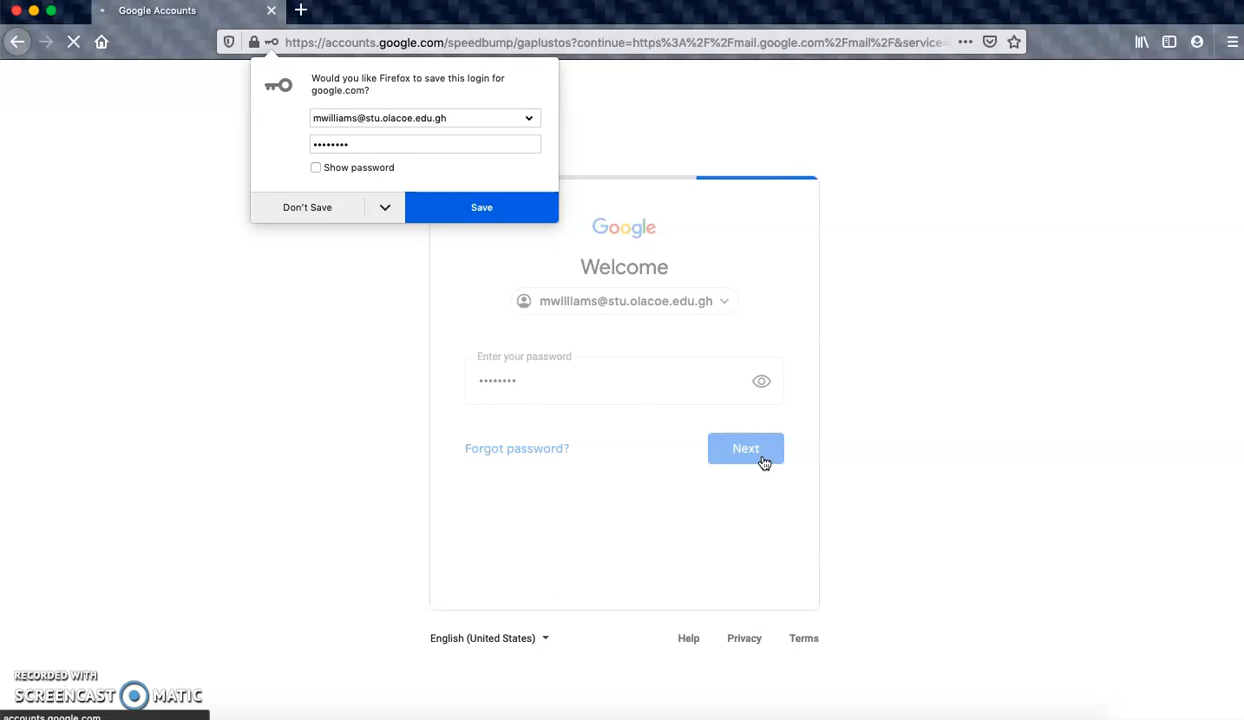 Google Accounts
https://accounts.google.com/speedbump/gaplustos?continue=https%3A%2F%2Fmail.google.com%2Fmail%2F&service=
Would you like Firefox to save this login for
google.com?
mwilliams@stu.olacoe.edu.gh
••••••••
Show password
Don't Save
Save
Google
Welcome
mwilliams@stu.olacoe.edu.gh
Enter your password
••••••••
Forgot password?
Next
English (United States)
Help
Privacy
Terms
RECORDED WITH
SCREENCAST MATIC
accounts.google.com